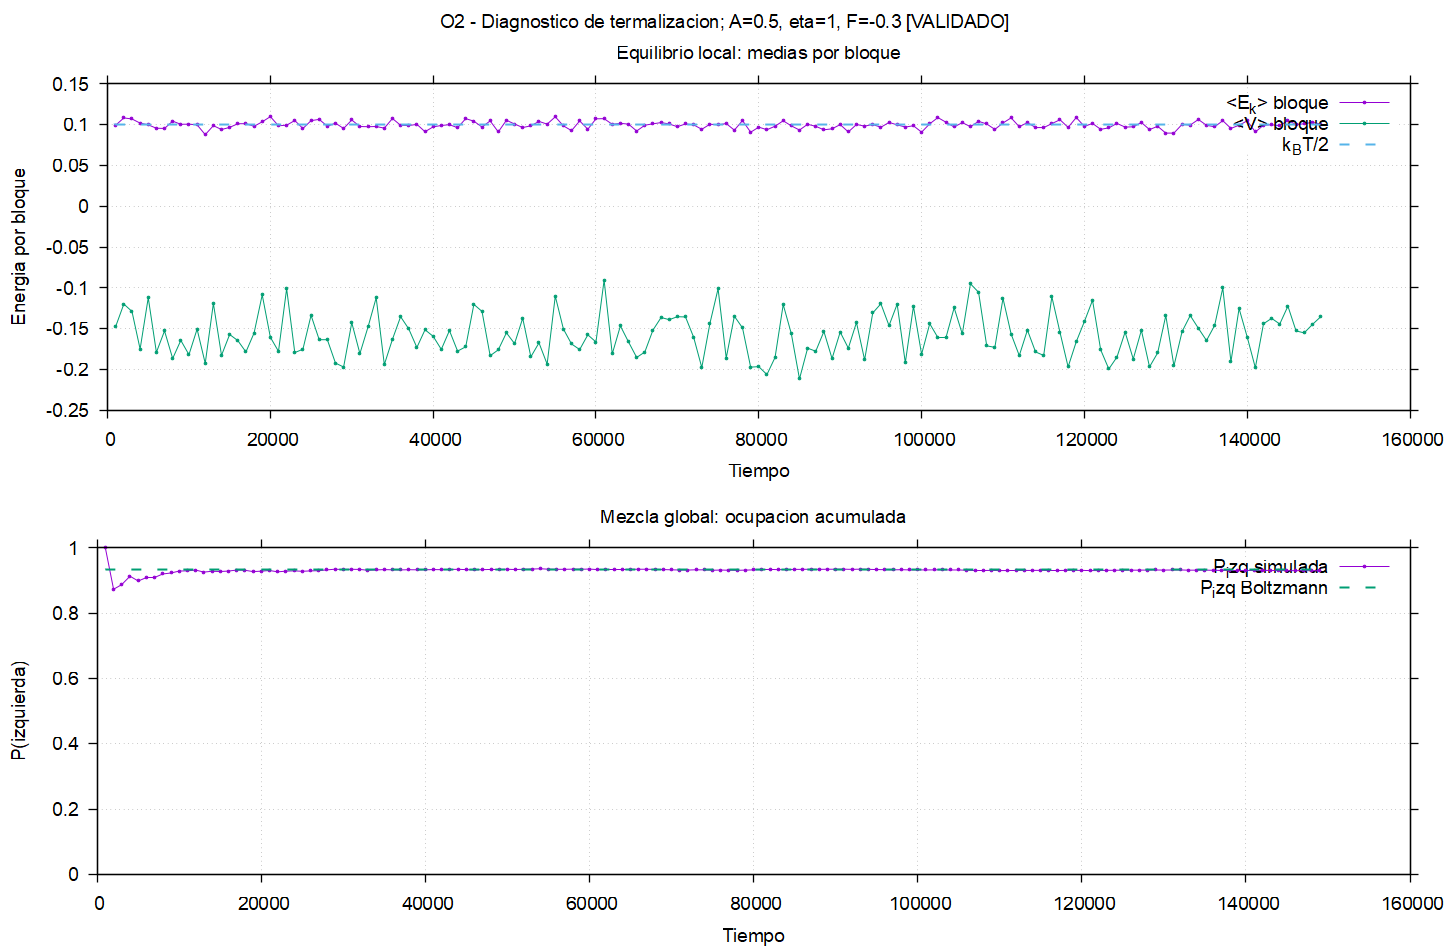 O2 - Diagnostico de termalizacion; A=0.5, eta=1, F=-0.3 [VALIDADO]
Equilibrio local: medias por bloque
0.15
0.1
0.05
0
-0.05
-0.1
-0.15
-0.2
-0.25
Energia por bloque
<E_k> bloque
<V> bloque
k_BT/2
0 20000 40000 60000 80000 100000 120000 140000 160000
Tiempo
Mezcla global: ocupacion acumulada
1
0.8
0.6
0.4
0.2
0
P(izquierda)
P_izq simulada
P_izq Boltzmann
0 20000 40000 60000 80000 100000 120000 140000 160000
Tiempo